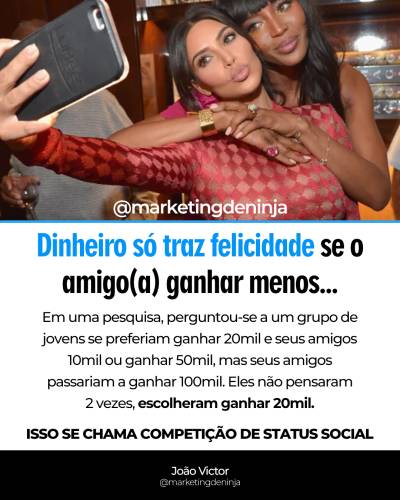 @marketingdeninja
Dinheiro só traz felicidade se o
amigo(a) ganhar menos...
Em uma pesquisa, perguntou-se a um grupo de
jovens se preferiam ganhar 20mil e seus amigos
10mil ou ganhar 50mil, mas seus amigos
passariam a ganhar 100mil. Eles não pensaram
2 vezes, escolheram ganhar 20mil.
ISSO SE CHAMA COMPETIÇÃO DE STATUS SOCIAL
João Victor
@marketingdeninja